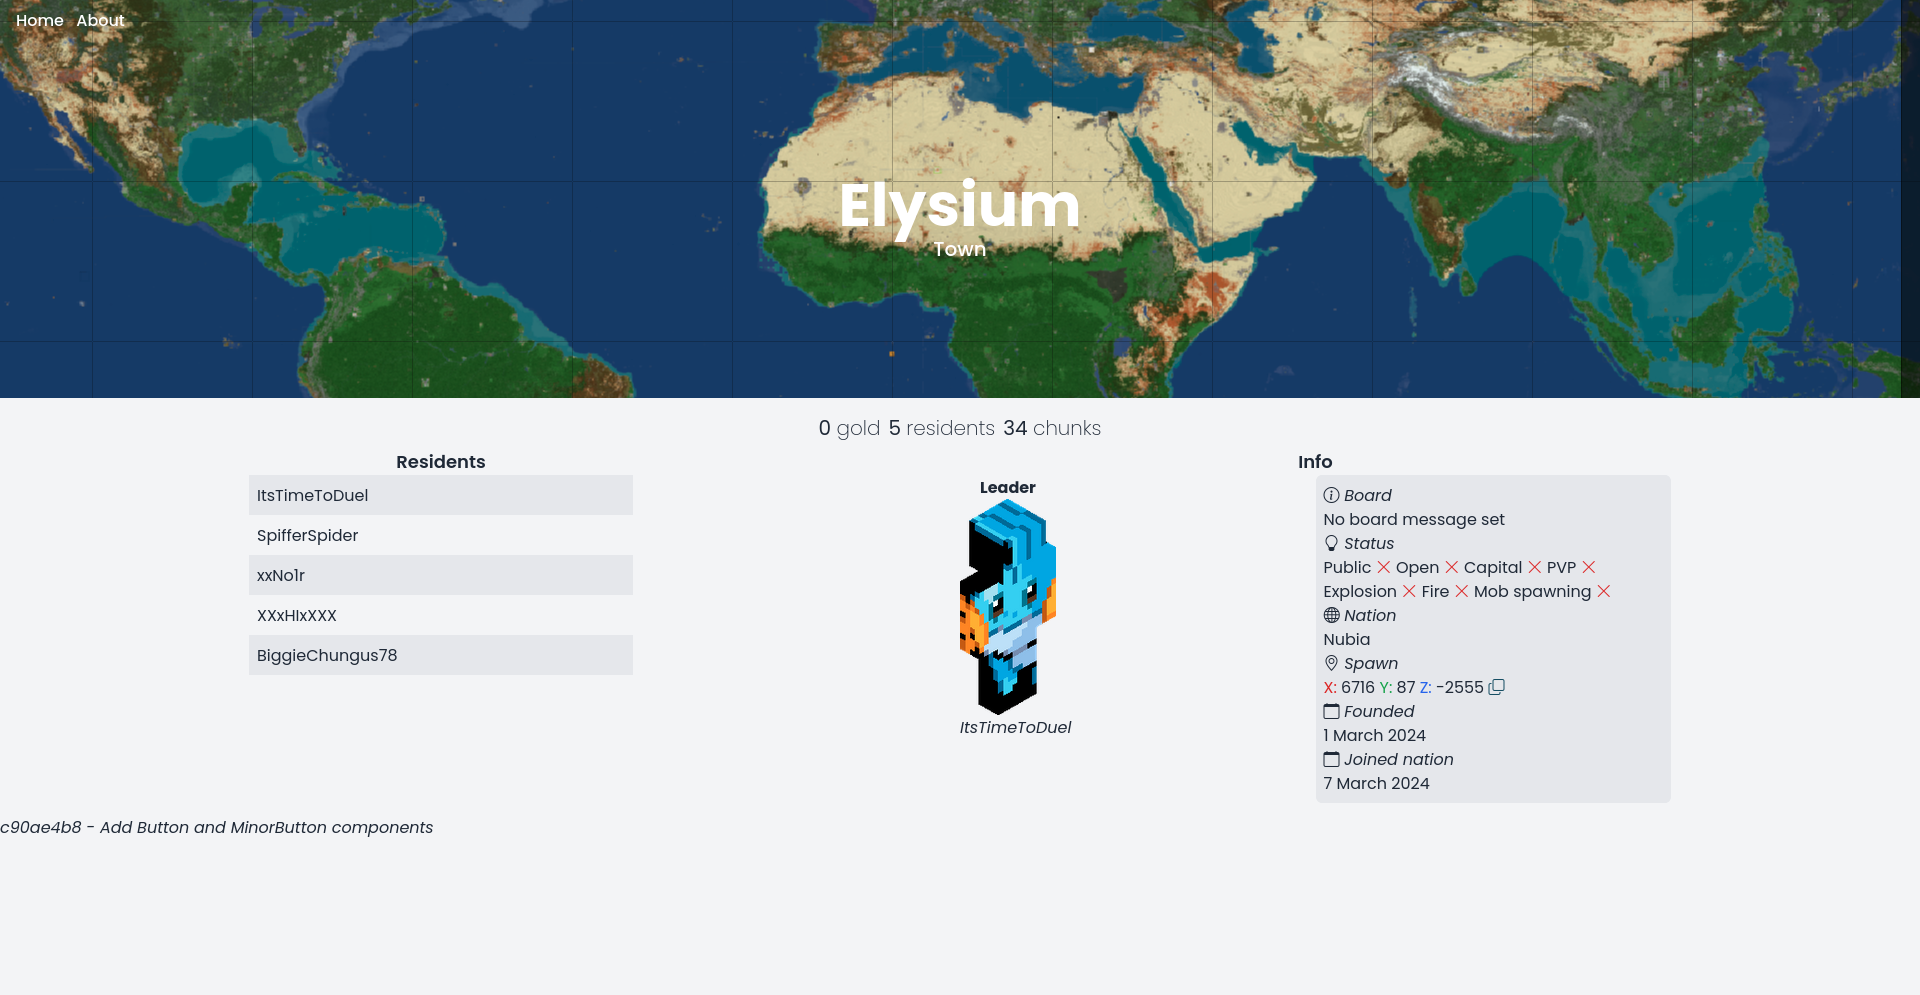 Home About
Elysium
Town
0 gold 5 residents 34 chunks
Residents
ItsTimeToDuel
SpifferSpider
xxNo1r
XXxHIxXXX
BiggieChungus78
Leader
ItsTimeToDuel
Info
Board
No board message set
Status
Public Open Capital PVP
Explosion Fire Mob spawning
Nation
Nubia
Spawn
X: 6716 Y: 87 Z: -2555
Founded
1 March 2024
Joined nation
7 March 2024
c90ae4b8 - Add Button and MinorButton components